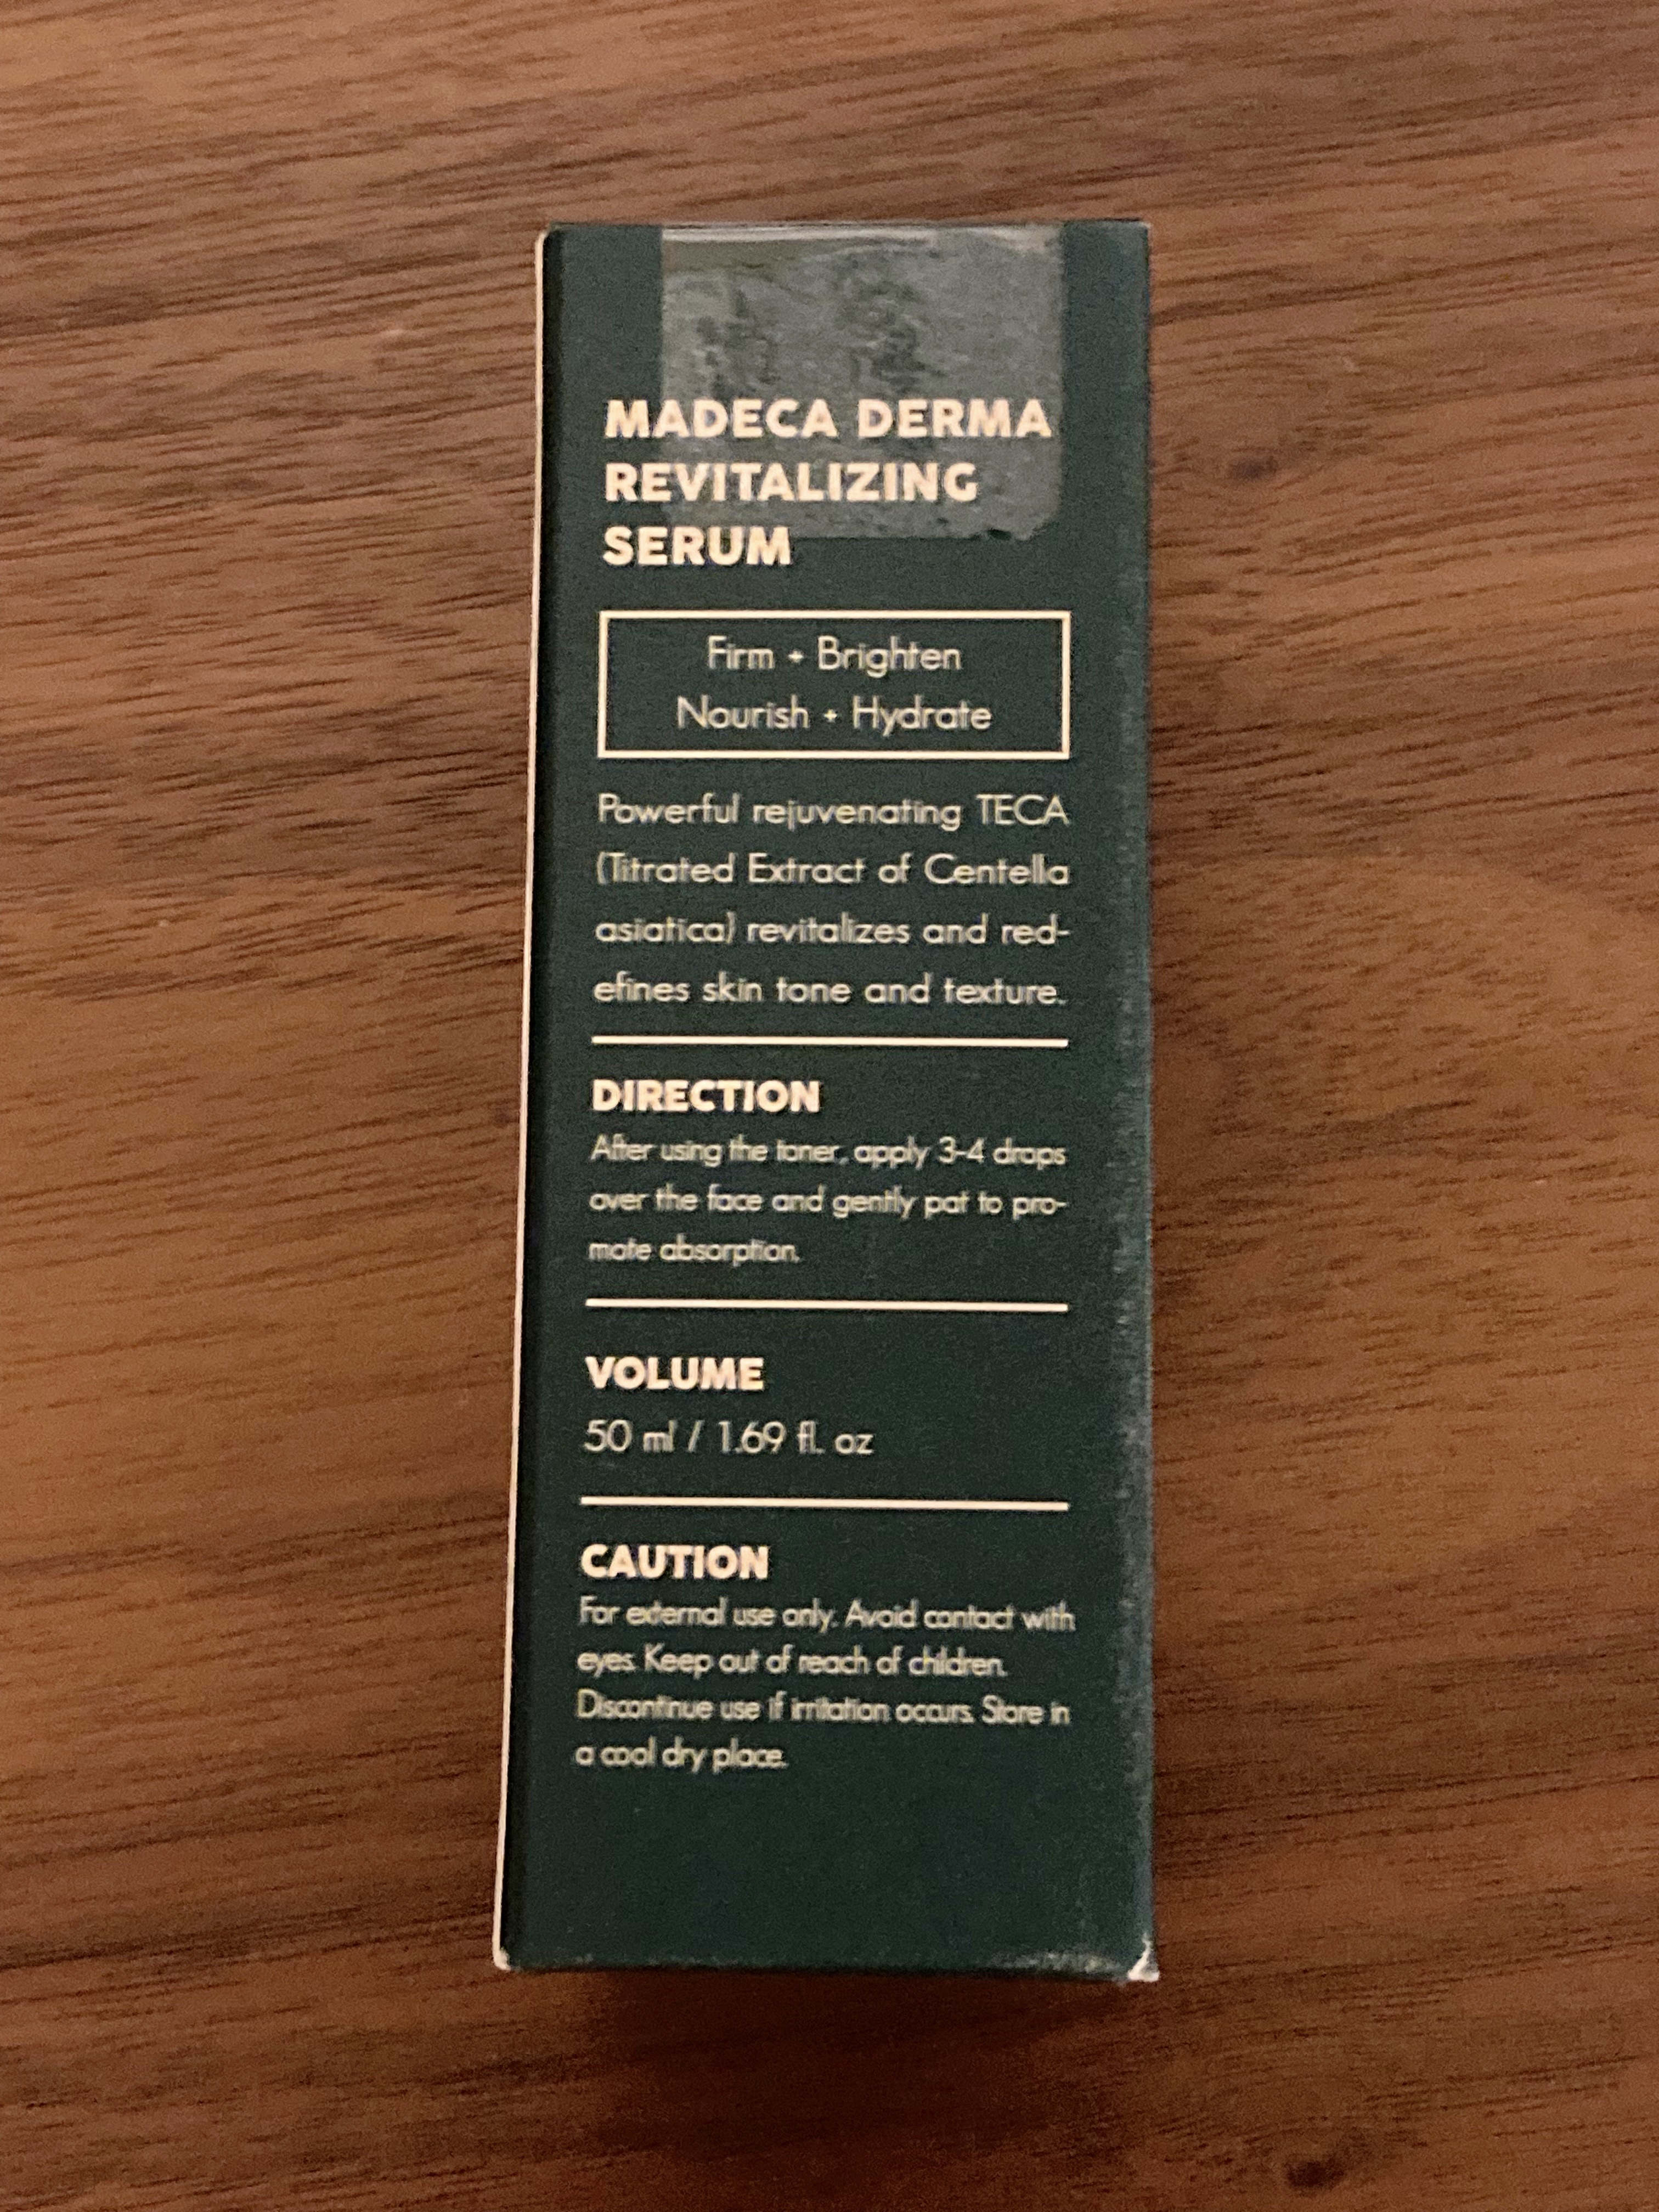 MADECA DERMA
REVITALIZING
SERUM
Firm + Brighten
Nourish + Hydrate
Powerful rejuvenating TECA
(Titrated Extract of Centella
asiatica) revitalizes and red-
efines skin tone and texture.
DIRECTION
After using the toner, apply 3-4 drops
over the face and gently pat to pro-
mote absorption.
VOLUME
50 ml / 1.69 fl. oz
CAUTION
For external use only. Avoid contact with
eyes. Keep out of reach of children.
Discontinue use if irritation occurs. Store in
a cool dry place.